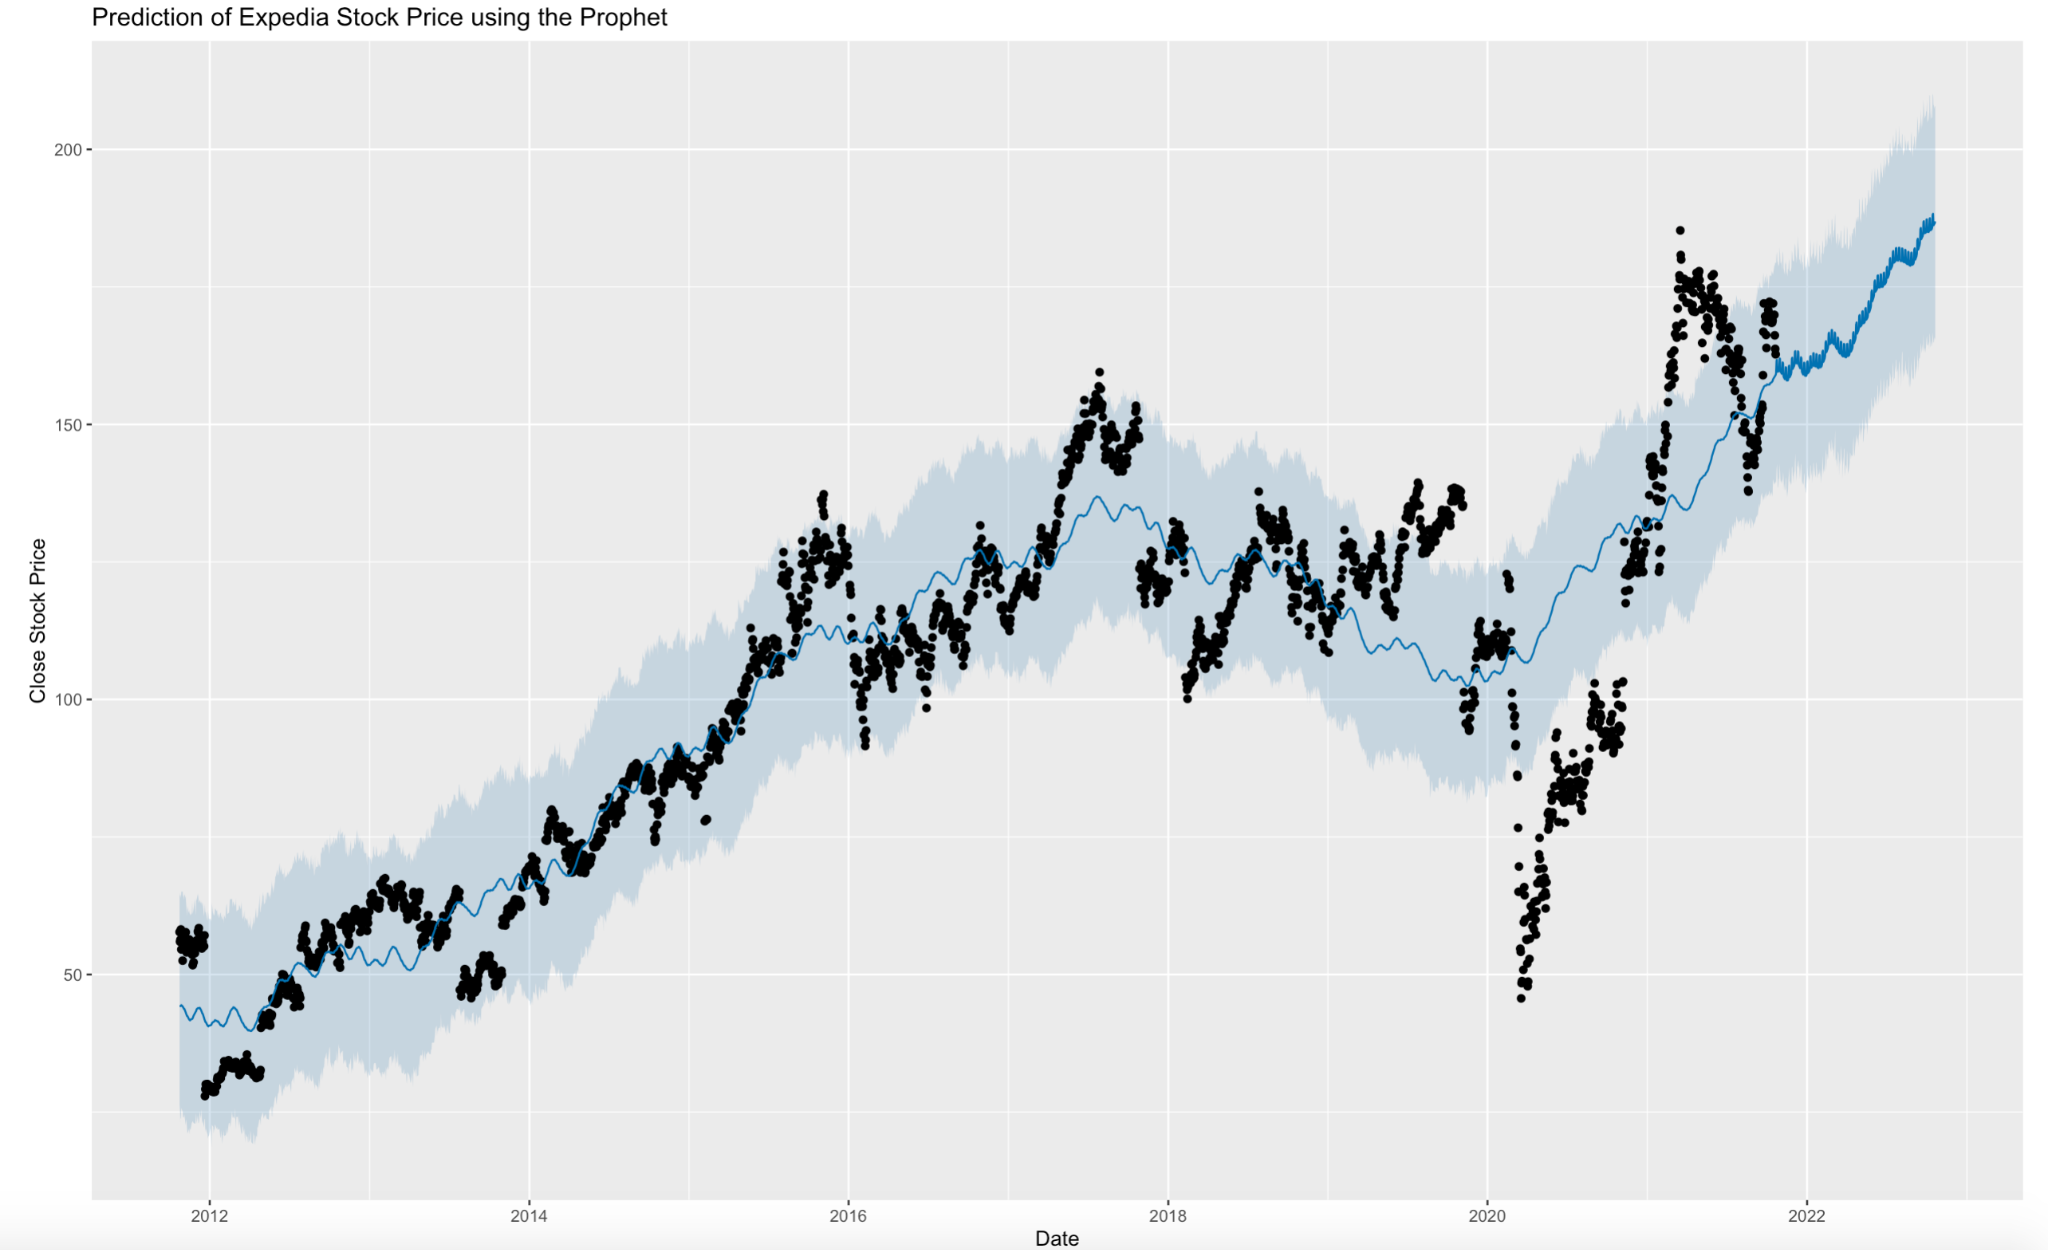 Prediction of Expedia Stock Price using the Prophet
200
150
100
50
Close Stock Price
2012 2014 2016 2018 2020 2022
Date